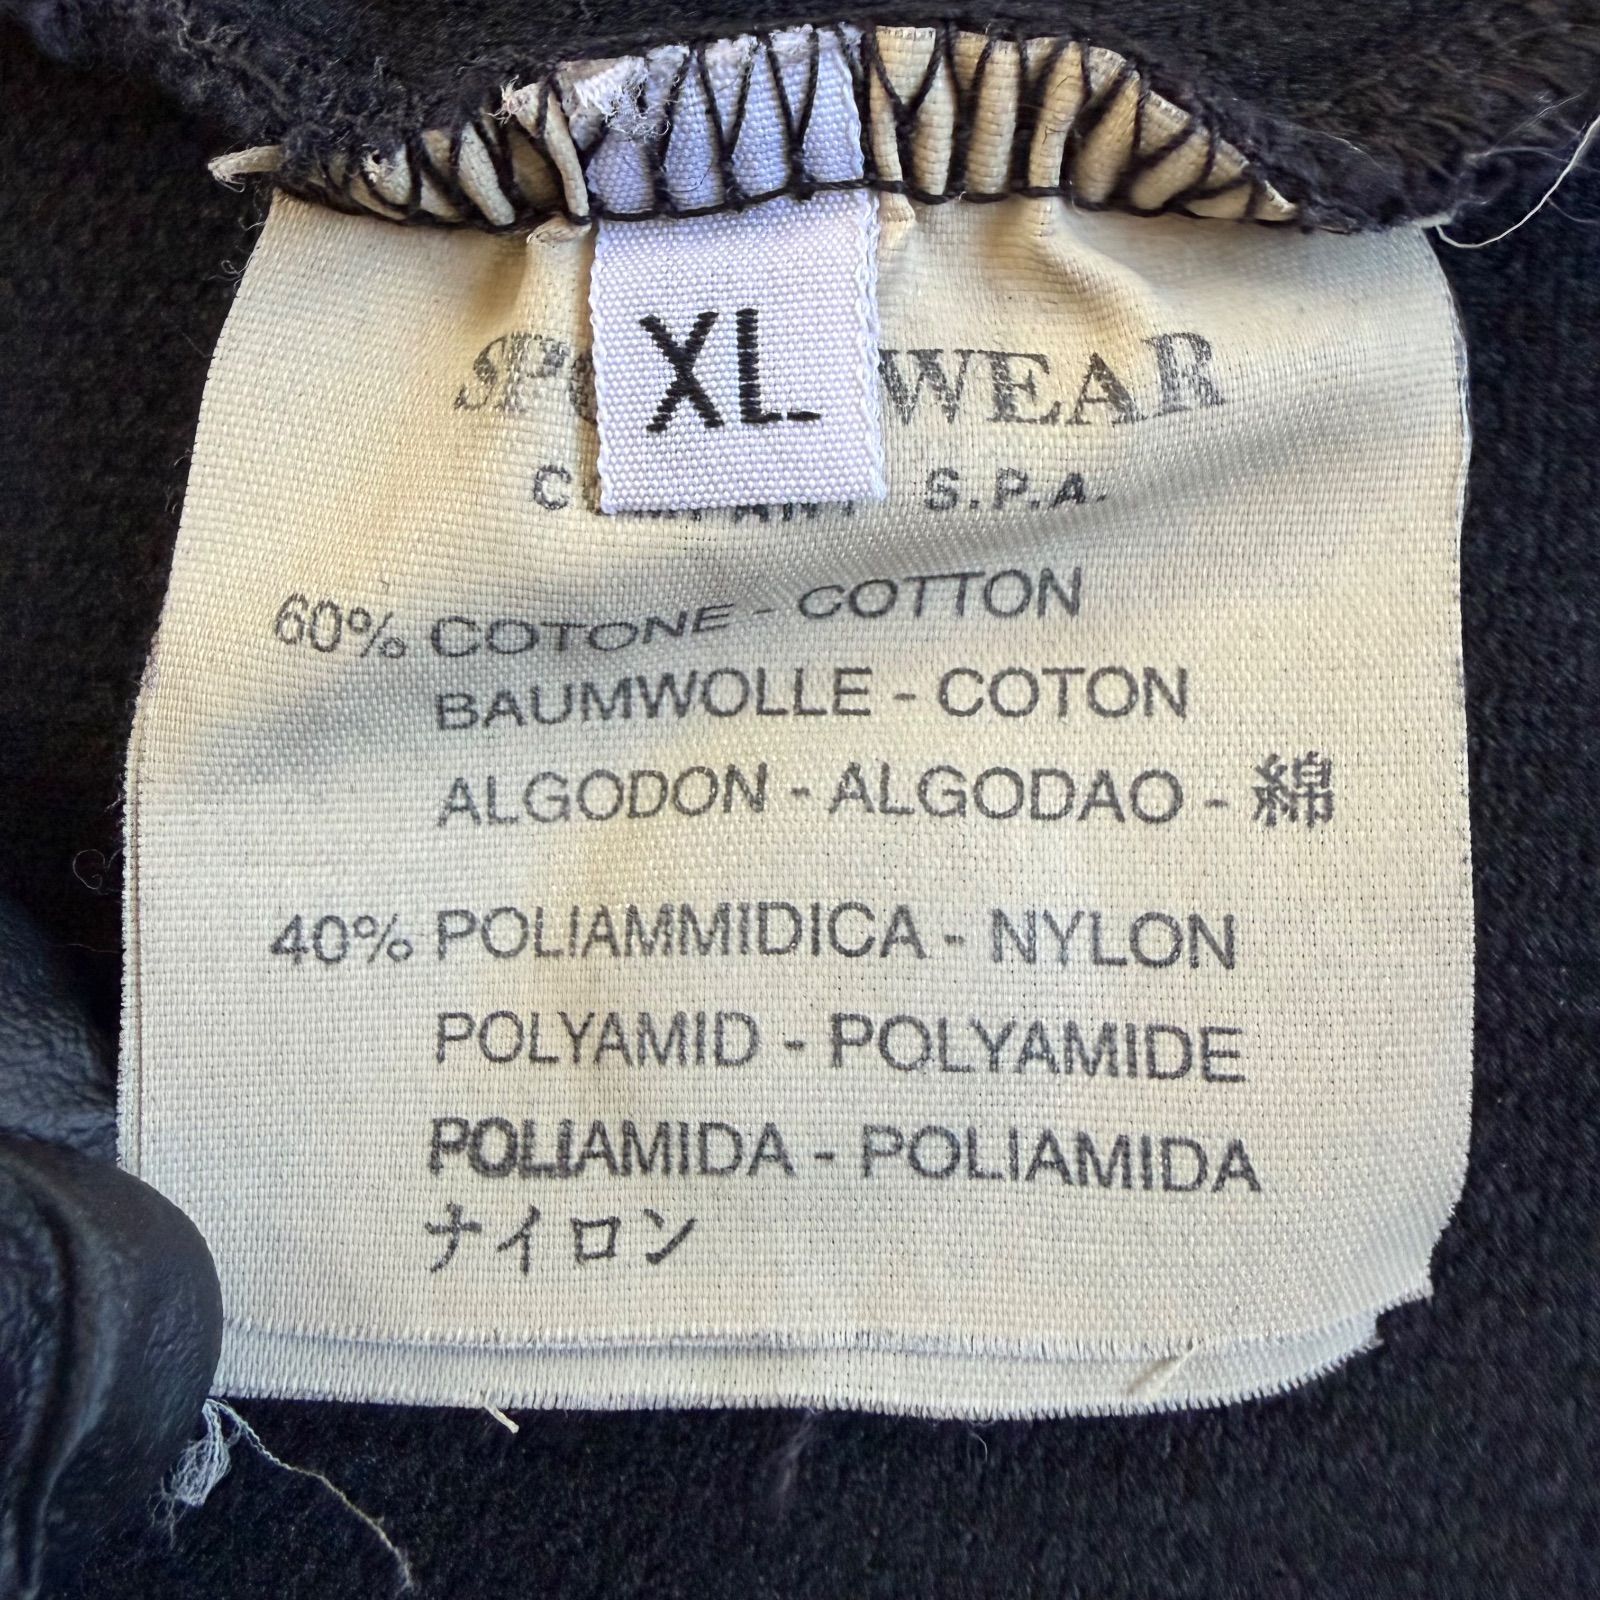 XL
WEAR
S.P.A.
60% COTONE - COTTON
BAUMWOLLE - COTON
ALGODON - ALGODAO - 綿
40% POLIAMMIDICA - NYLON
POLYAMID - POLYAMIDE
POLIAMIDA - POLIAMIDA
ナイロン